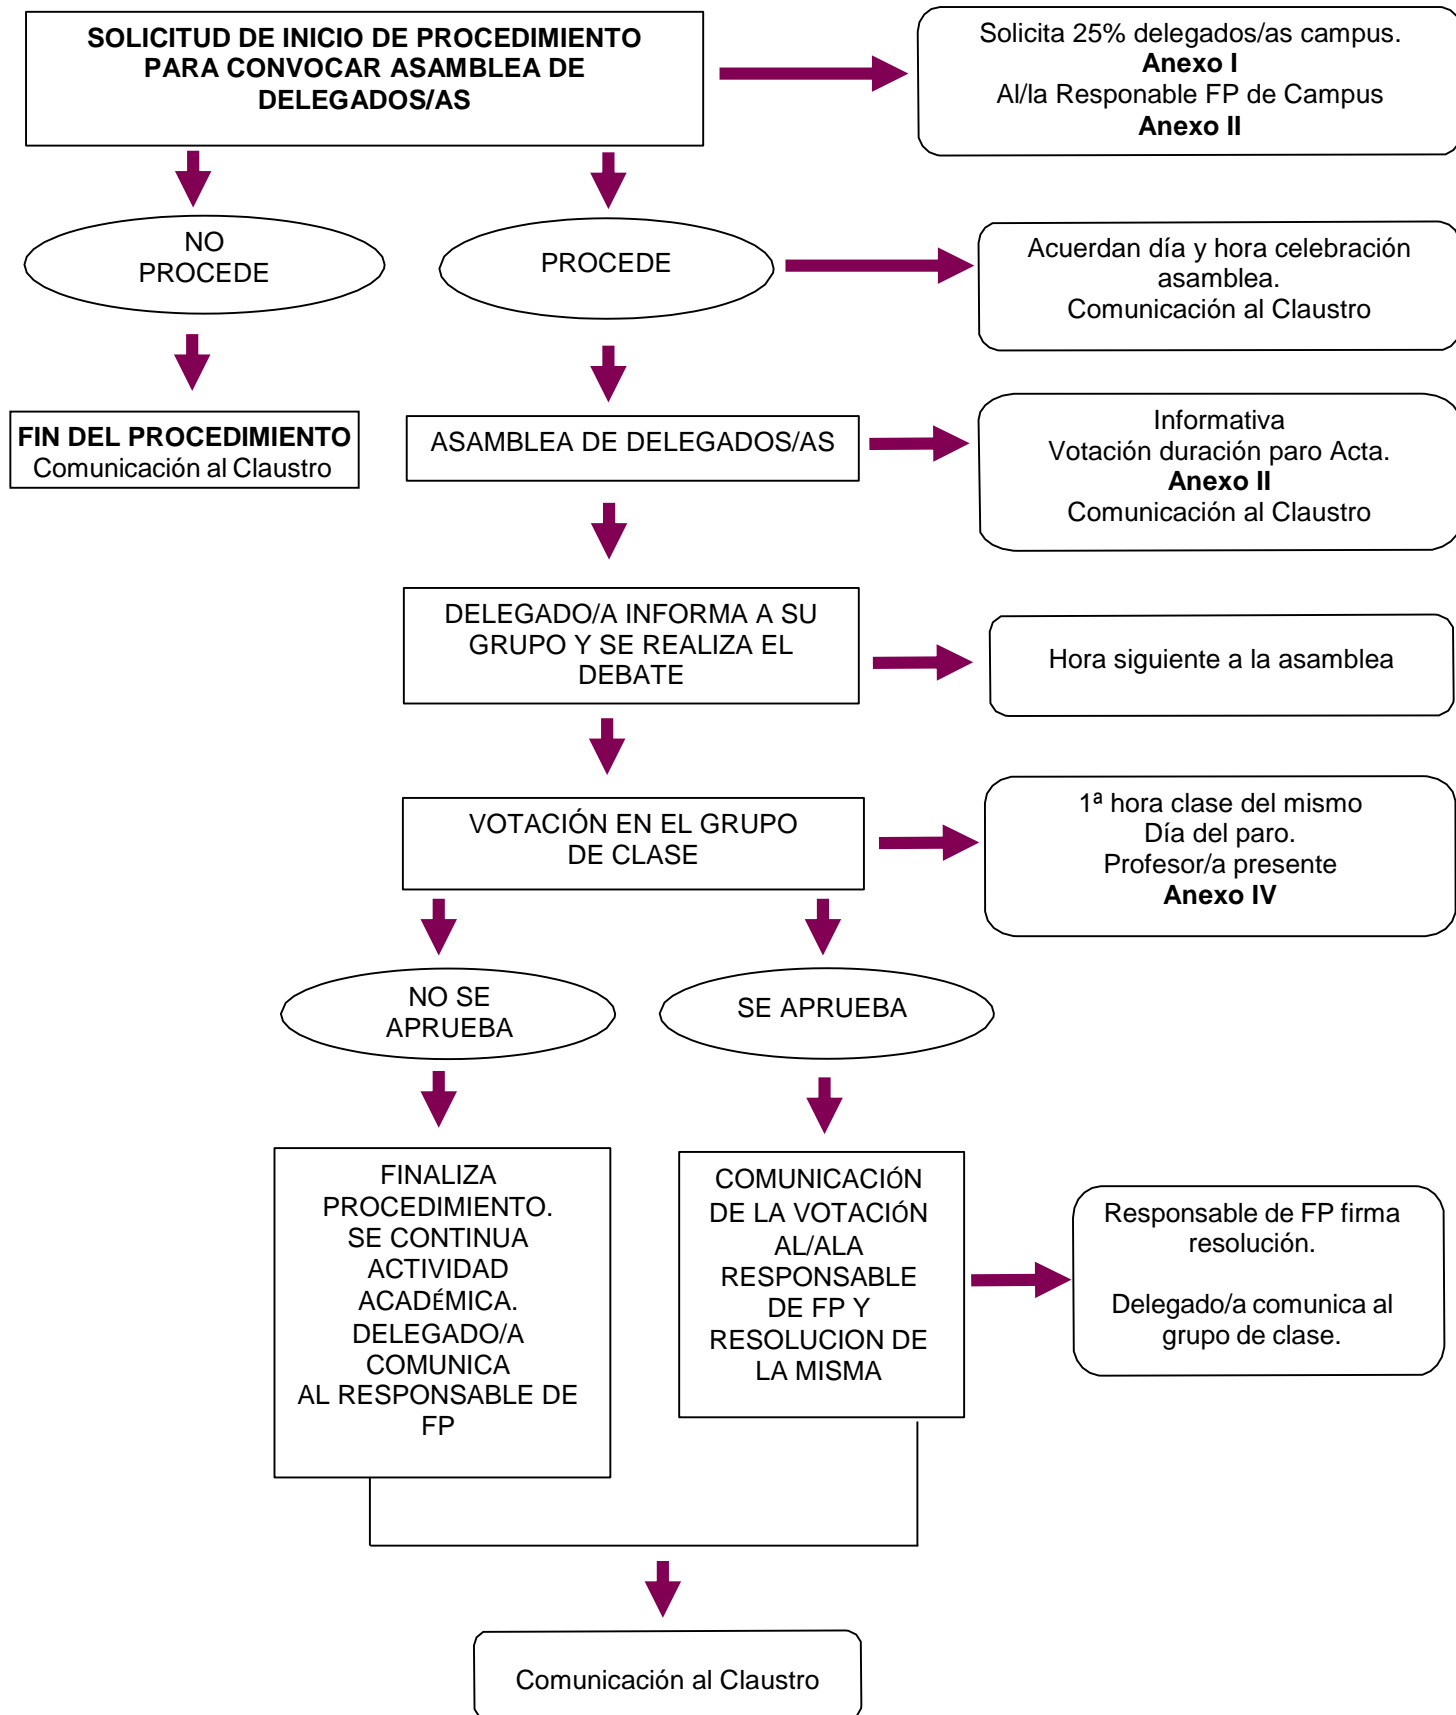 SOLICITUD DE INICIO DE PROCEDIMIENTO
PARA CONVOCAR ASAMBLEA DE
DELEGADOS/AS
Solicita 25% delegados/as campus.
Anexo I
Al/la Responable FP de Campus
Anexo II
NO
PROCEDE
PROCEDE
Acuerdan día y hora celebración
asamblea.
Comunicación al Claustro
FIN DEL PROCEDIMIENTO
Comunicación al Claustro
ASAMBLEA DE DELEGADOS/AS
Informativa
Votación duración paro Acta.
Anexo II
Comunicación al Claustro
DELEGADO/A INFORMA A SU
GRUPO Y SE REALIZA EL
DEBATE
Hora siguiente a la asamblea
VOTACIÓN EN EL GRUPO
DE CLASE
1ª hora clase del mismo
Día del paro.
Profesor/a presente
Anexo IV
NO SE
APRUEBA
SE APRUEBA
FINALIZA
PROCEDIMIENTO.
SE CONTINUA
ACTIVIDAD
ACADÉMICA.
DELEGADO/A
COMUNICA
AL RESPONSABLE DE
FP
COMUNICACIÓN
DE LA VOTACIÓN
AL/ALA
RESPONSABLE
DE FP Y
RESOLUCION DE
LA MISMA
Responsable de FP firma
resolución.
Delegado/a comunica al
grupo de clase.
Comunicación al Claustro